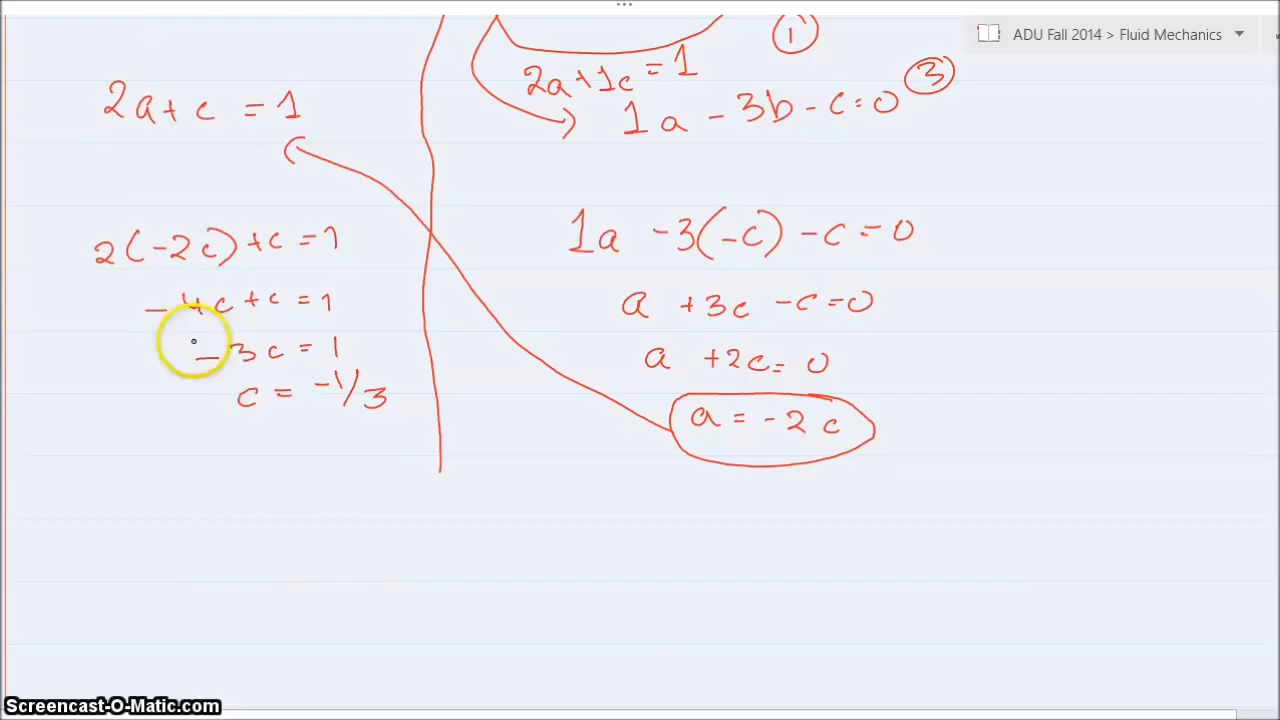 ADU Fall 2014 > Fluid Mechanics
2a + c = 1
2(-2c) + c = 1
-4c + c = 1
-3c = 1
c = -1/3
1
2a + 1c = 1
1a - 3b - c = 0
3
1a - 3(-c) - c = 0
a + 3c - c = 0
a + 2c = 0
a = -2c
Screencast-O-Matic.com